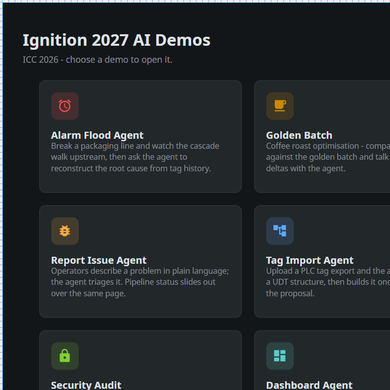 Ignition 2027 AI Demos
ICC 2026 - choose a demo to open it.
Alarm Flood Agent
Break a packaging line and watch the cascade
walk upstream, then ask the agent to
reconstruct the root cause from tag history.
Golden Batch
Coffee roast optimisation - compa
against the golden batch and talk
deltas with the agent.
Report Issue Agent
Operators describe a problem in plain language;
the agent triages it. Pipeline status slides out
over the same page.
Tag Import Agent
Upload a PLC tag export and the a
a UDT structure, then builds it onc
the proposal.
Security Audit
Dashboard Agent